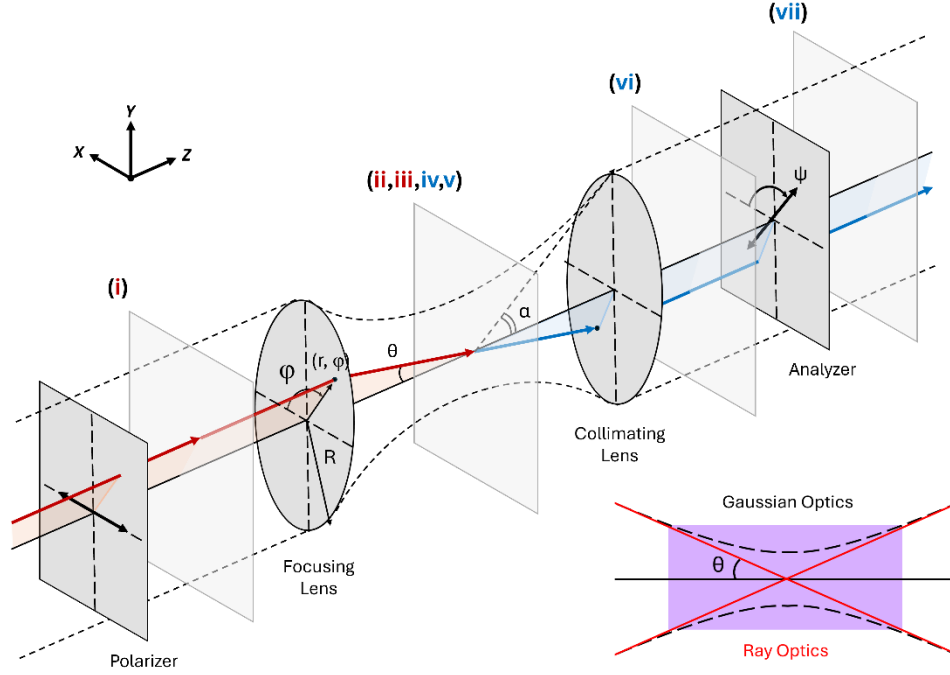 (vii)
(vi)
Y
X
Z
(ii,iii,iv,v)
ψ
(i)
α
Analyzer
θ
(r, φ)
φ
R
Collimating
Lens
Gaussian Optics
Focusing
Lens
θ
Polarizer
Ray Optics